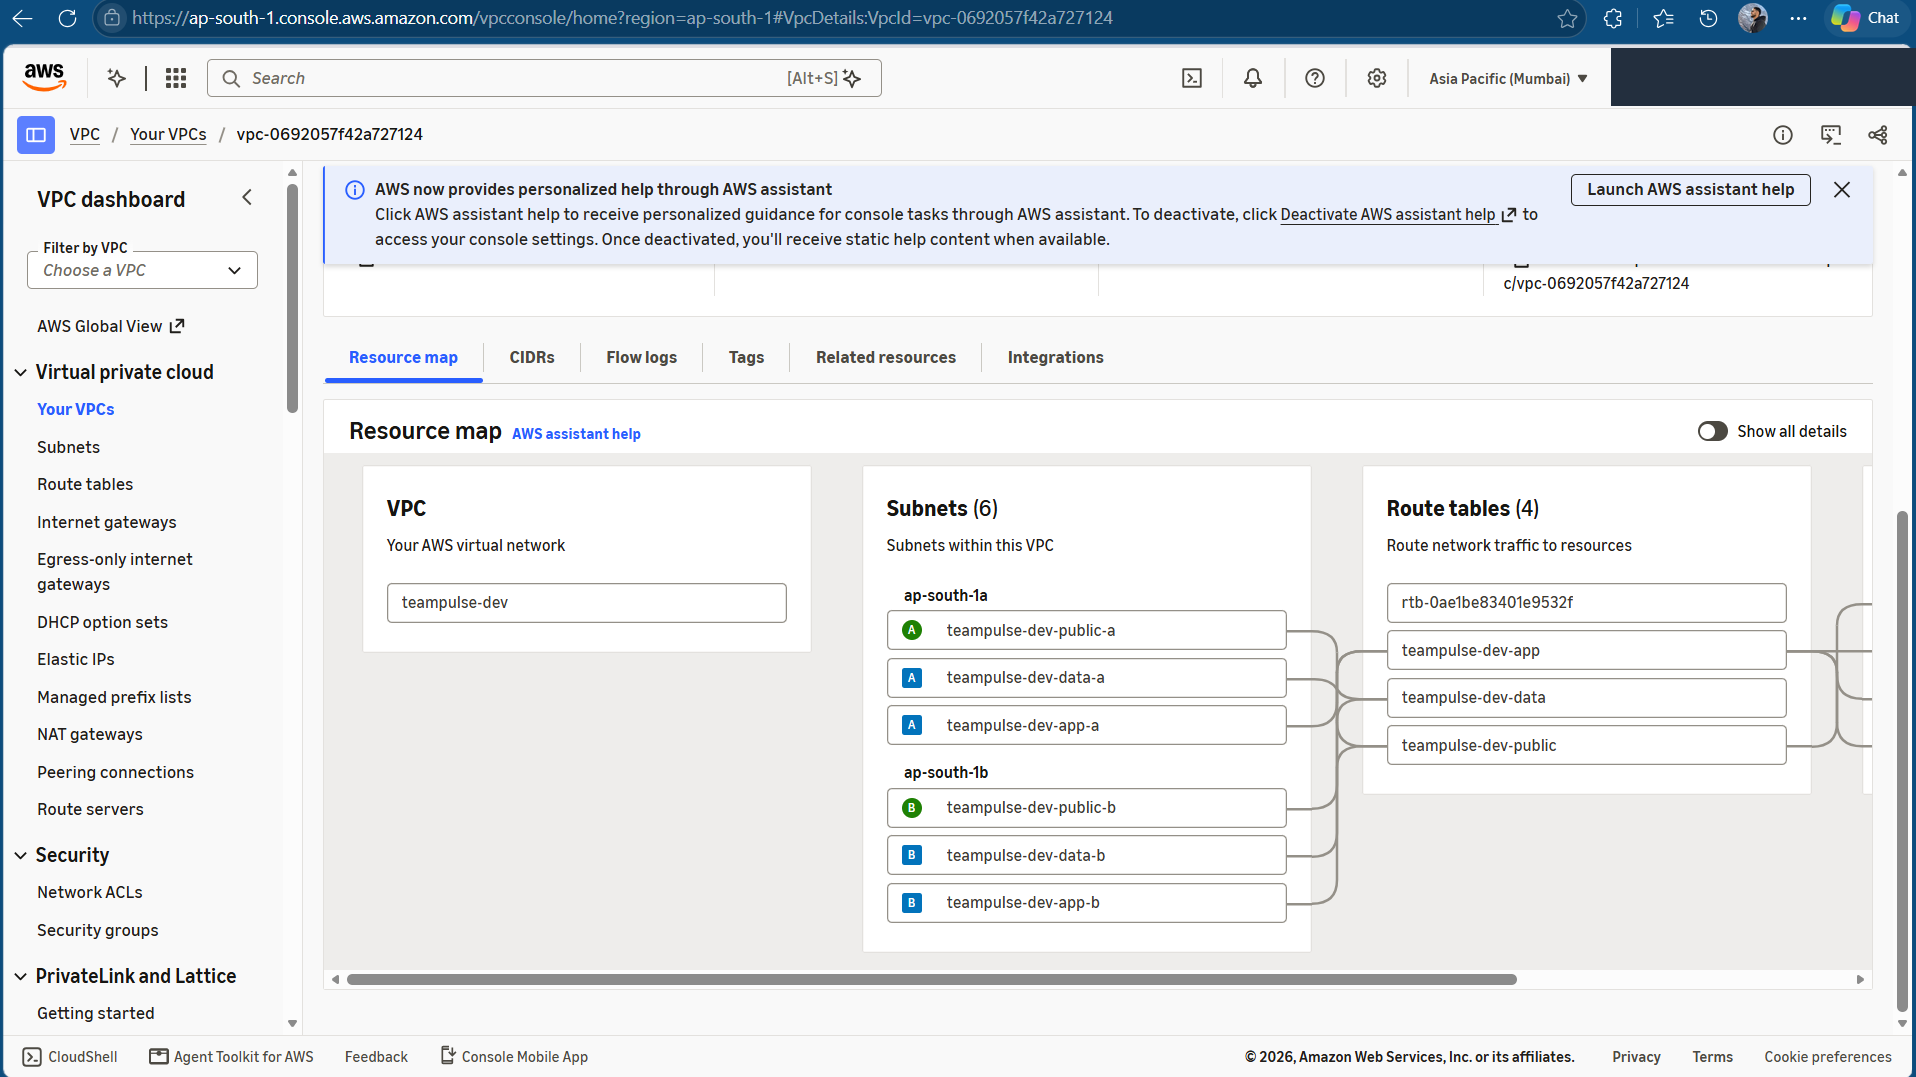 https://ap-south-1.console.aws.amazon.com/vpcconsole/home?region=ap-south-1#VpcDetails:VpcId=vpc-0692057f42a727124
Chat
aws
Search
[Alt+S]
Asia Pacific (Mumbai)
VPC / Your VPCs / vpc-0692057f42a727124
VPC dashboard
Filter by VPC
Choose a VPC
AWS Global View
Virtual private cloud
Your VPCs
Subnets
Route tables
Internet gateways
Egress-only internet
gateways
DHCP option sets
Elastic IPs
Managed prefix lists
NAT gateways
Peering connections
Route servers
Security
Network ACLs
Security groups
PrivateLink and Lattice
Getting started
AWS now provides personalized help through AWS assistant
Click AWS assistant help to receive personalized guidance for console tasks through AWS assistant. To deactivate, click Deactivate AWS assistant help to
access your console settings. Once deactivated, you'll receive static help content when available.
Launch AWS assistant help
c/vpc-0692057f42a727124
Resource map
CIDRs
Flow logs
Tags
Related resources
Integrations
Resource map
AWS assistant help
Show all details
VPC
Your AWS virtual network
teampulse-dev
Subnets (6)
Subnets within this VPC
ap-south-1a
A teampulse-dev-public-a
A teampulse-dev-data-a
A teampulse-dev-app-a
ap-south-1b
B teampulse-dev-public-b
B teampulse-dev-data-b
B teampulse-dev-app-b
Route tables (4)
Route network traffic to resources
rtb-0ae1be83401e9532f
teampulse-dev-app
teampulse-dev-data
teampulse-dev-public
CloudShell
Agent Toolkit for AWS
Feedback
Console Mobile App
© 2026, Amazon Web Services, Inc. or its affiliates.
Privacy
Terms
Cookie preferences